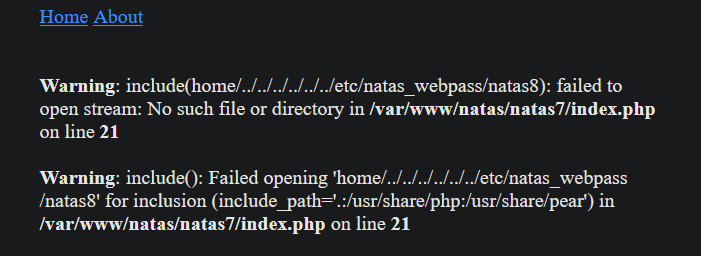 Home About
Warning: include(home/../../../../../../etc/natas_webpass/natas8): failed to
open stream: No such file or directory in /var/www/natas/natas7/index.php
on line 21
Warning: include(): Failed opening 'home/../../../../../../etc/natas_webpass
/natas8' for inclusion (include_path='.:/usr/share/php:/usr/share/pear') in
/var/www/natas/natas7/index.php on line 21